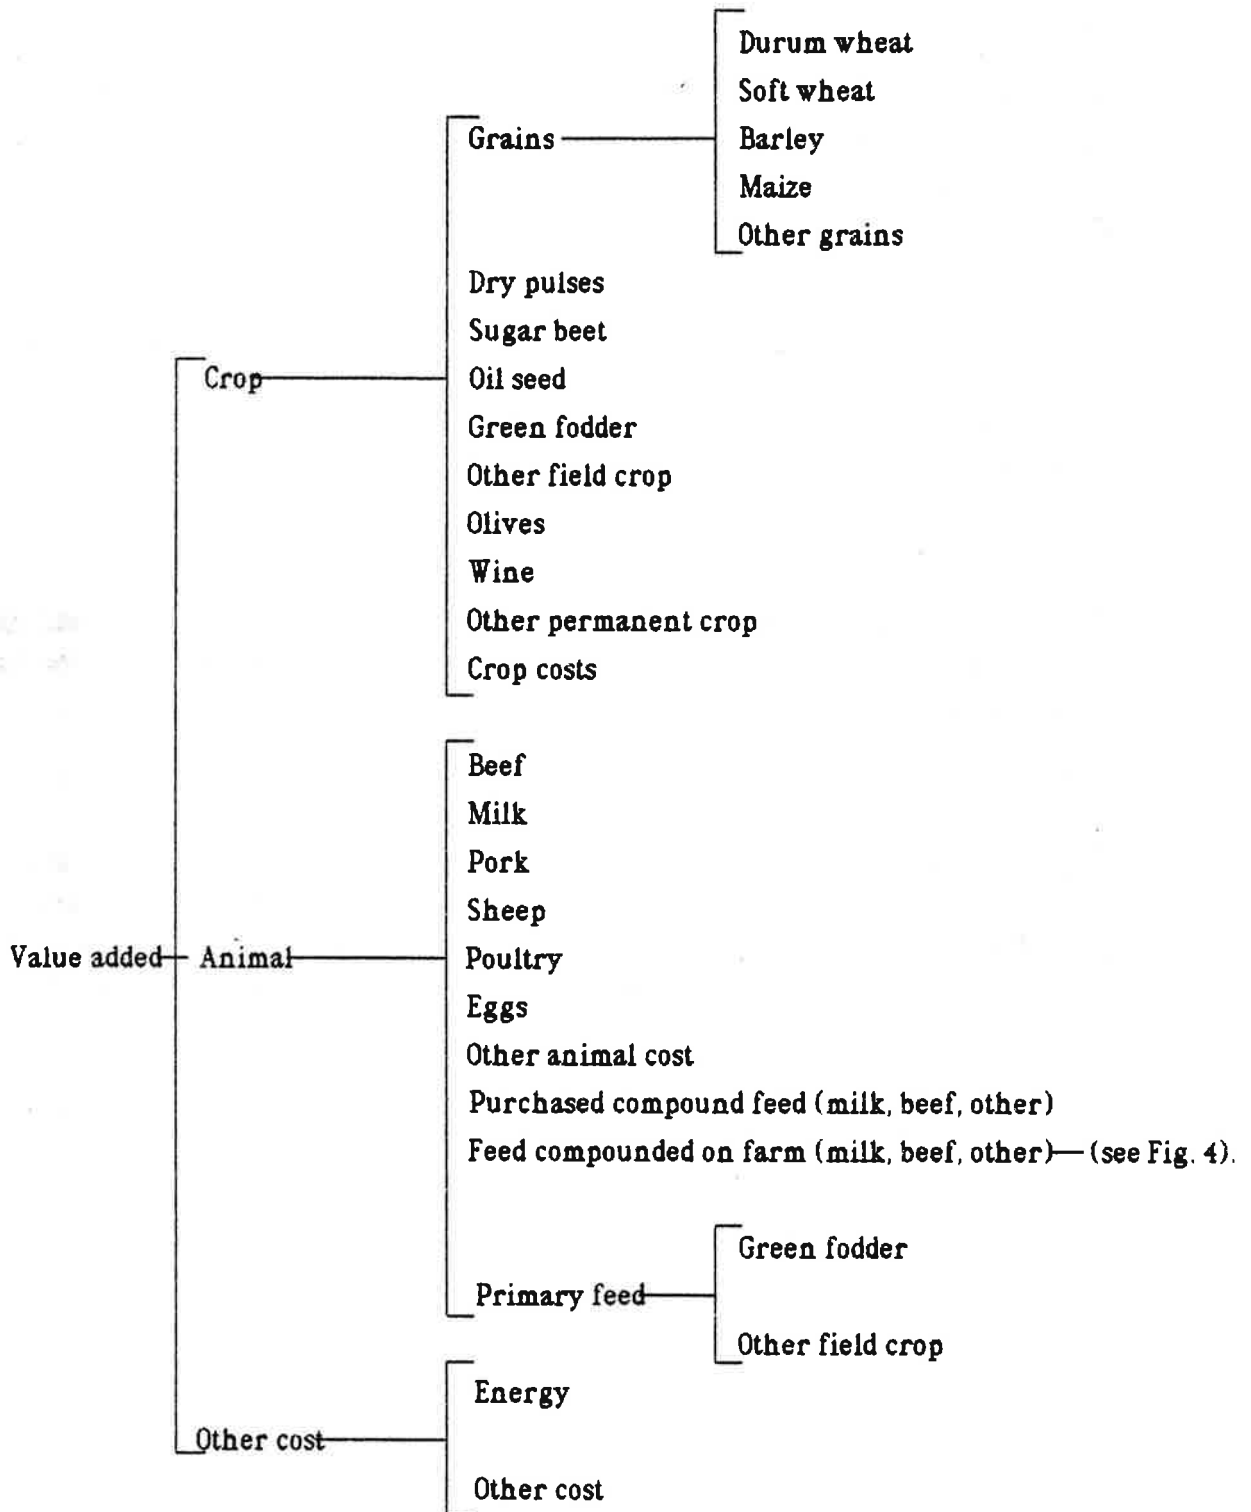 Durum wheat
Soft wheat
Grains
Barley
Maize
Other grains
Dry pulses
Sugar beet
Crop
Oil seed
Green fodder
Other field crop
Olives
Wine
Other permanent crop
Crop costs
Beef
Milk
Pork
Sheep
Value added
Animal
Poultry
Eggs
Other animal cost
Purchased compound feed (milk, beef, other)
Feed compounded on farm (milk, beef, other)— (see Fig. 4).
Green fodder
Primary feed
Other field crop
Energy
Other cost
Other cost